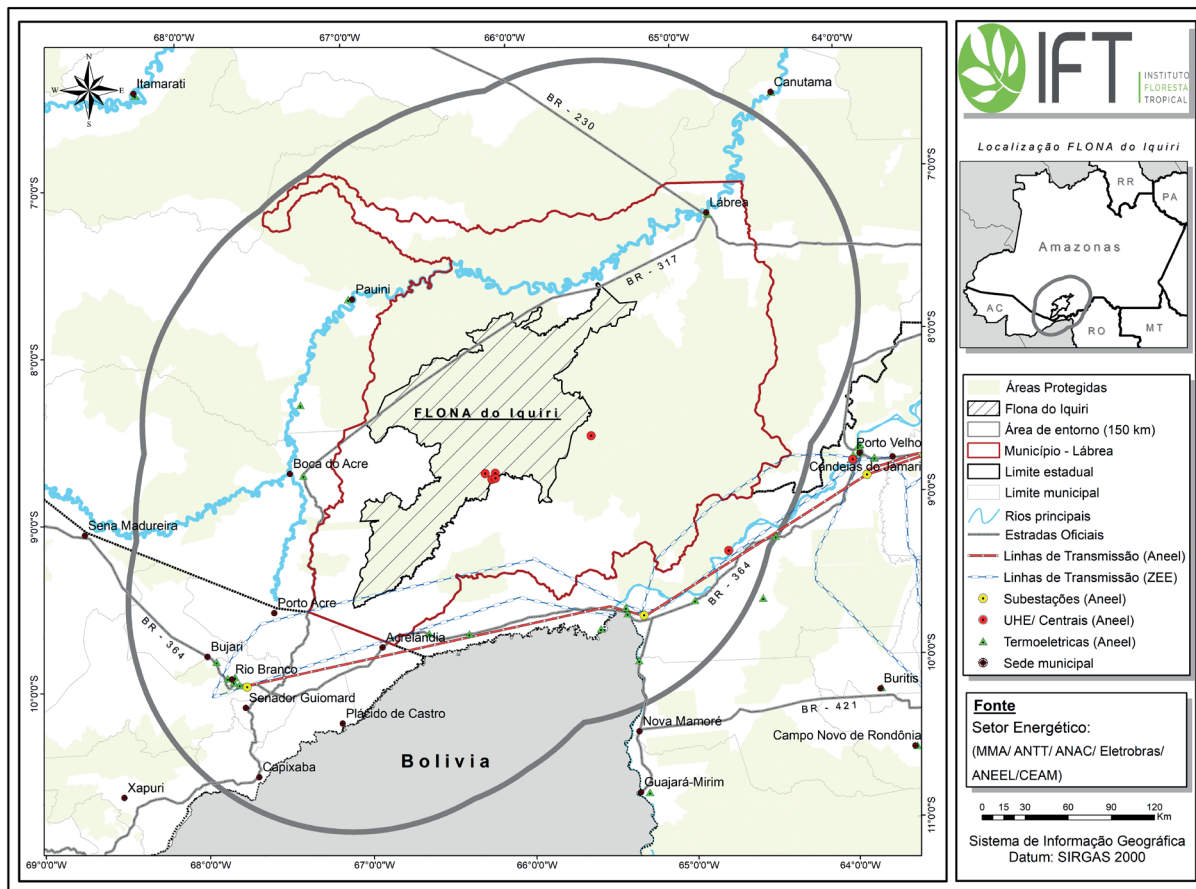 68°0'0"W 67°0'0"W 66°0'0"W 65°0'0"W 64°0'0"W
N
W E
S
Itamarati
Canutama
BR - 230
7°0'0"S
7°0'0"S
Lábrea
BR - 317
Pauini
8°0'0"S
8°0'0"S
FLONA do Iquiri
Boca do Acre
Porto Velho
Candeias do Jamari
9°0'0"S
9°0'0"S
Sena Madureira
BR - 364
Porto Acre
BR - 364
Acrelândia
Bujari
Rio Branco
10°0'0"S
10°0'0"S
Senador Guiomard
Buritis
BR - 421
Plácido de Castro
Nova Mamoré
Campo Novo de Rondônia
Bolivia
Capixaba
Xapuri
Guajará-Mirim
11°0'0"S
69°0'0"W 68°0'0"W 67°0'0"W 66°0'0"W 65°0'0"W 64°0'0"W
IFT
INSTITUTO
FLORESTA
TROPICAL
Localização FLONA do Iquiri
RR
PA
Amazonas
AC
RO
MT
Áreas Protegidas
Flona do Iquiri
Área de entorno (150 km)
Município - Lábrea
Limite estadual
Limite municipal
Rios principais
Estradas Oficiais
Linhas de Transmissão (Aneel)
Linhas de Transmissão (ZEE)
Subestações (Aneel)
UHE/ Centrais (Aneel)
Termoeletricas (Aneel)
Sede municipal
Fonte
Setor Energético:
(MMA/ ANTT/ ANAC/ Eletrobras/
ANEEL/CEAM)
0 15 30 60 90 120
Km
Sistema de Informação Geográfica
Datum: SIRGAS 2000